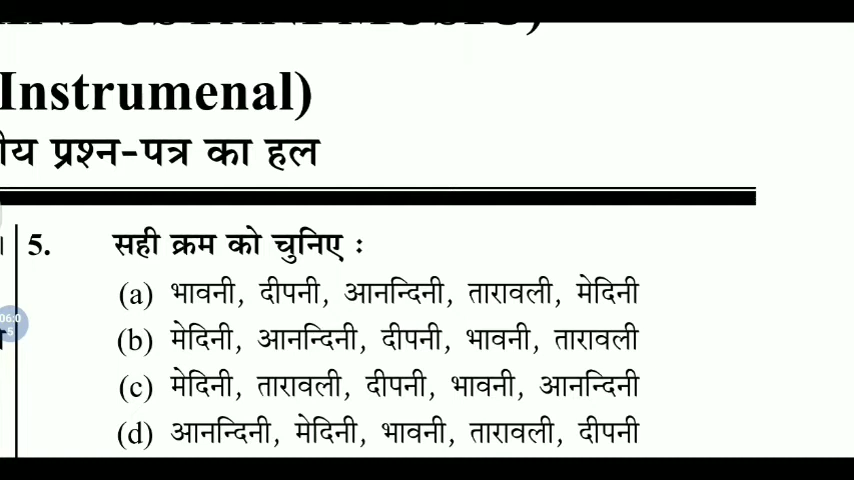 Instrumenal)
प्रश्न-पत्र का हल
5. सही क्रम को चुनिए :
(a) भावनी, दीपनी, आनन्दिनी, तारावली, मेदिनी
(b) मेदिनी, आनन्दिनी, दीपनी, भावनी, तारावली
(c) मेदिनी, तारावली, दीपनी, भावनी, आनन्दिनी
(d) आनन्दिनी, मेदिनी, भावनी, तारावली, दीपनी